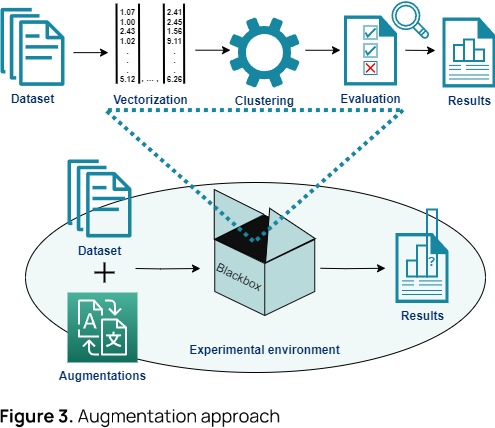 1.07 2.41
1.00 2.45
2.43 1.56
1.02 9.11
. .
. .
. .
5.12 , ... , 6.26
Dataset Vectorization Clustering Evaluation Results
Blackbox
Dataset
+
?
Results
Experimental environment
A 文
Augmentations
Figure 3. Augmentation approach